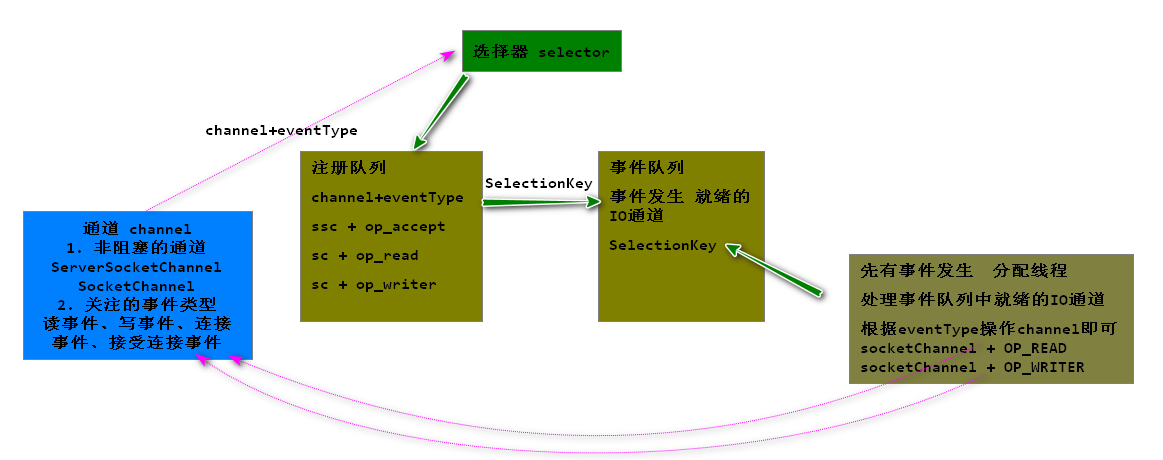 选择器 selector
channel+eventType
注册队列
channel+eventType
ssc + op_accept
sc + op_read
sc + op_writer
SelectionKey
事件队列
事件发生 就绪的
IO通道
SelectionKey
通道 channel
1. 非阻塞的通道
ServerSocketChannel
SocketChannel
2. 关注的事件类型
读事件、写事件、连接
事件、接受连接事件
先有事件发生 分配线程
处理事件队列中就绪的IO通道
根据eventType操作channel即可
socketChannel + OP_READ
socketChannel + OP_WRITER